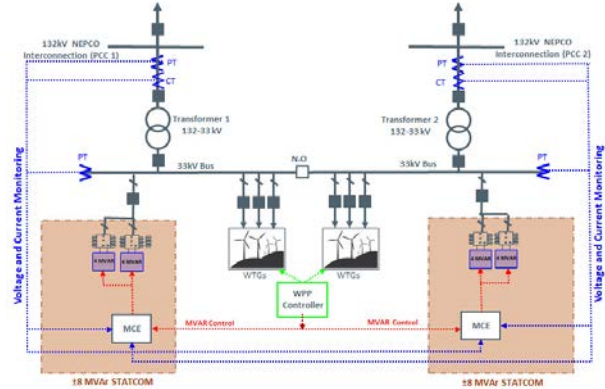 132kV NEPCO
Interconnection (PCC 1)
PT
CT
Transformer 1
132-33 kV
132kV NEPCO
Interconnection (PCC 2)
PT
CT
Transformer 2
132-33 kV
PT
33kV Bus
N.O
33kV Bus
PT
Voltage and Current Monitoring
Voltage and Current Monitoring
4 MVAR
4 MVAR
4 MVAR
4 MVAR
WTGs
WTGs
WPP
Controller
MCE
MVAR Control
MVAR Control
MCE
±8 MVAr STATCOM
±8 MVAr STATCOM